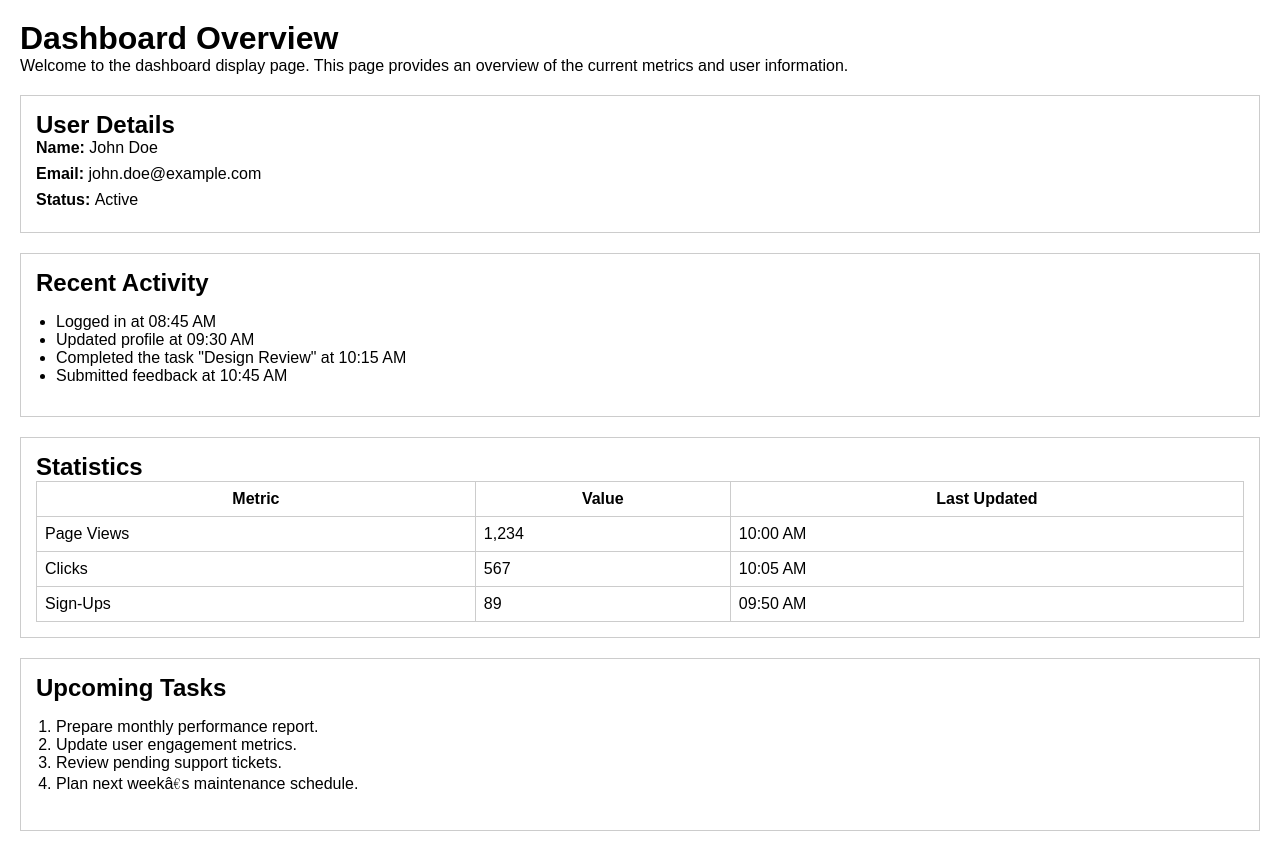 Dashboard Overview
Welcome to the dashboard display page. This page provides an overview of the current metrics and user information.
User Details
Name: John Doe
Email: john.doe@example.com
Status: Active
Recent Activity
Logged in at 08:45 AM
Updated profile at 09:30 AM
Completed the task "Design Review" at 10:15 AM
Submitted feedback at 10:45 AM
Statistics
Metric Value Last Updated
Page Views 1,234 10:00 AM
Clicks 567 10:05 AM
Sign-Ups 89 09:50 AM
Upcoming Tasks
1. Prepare monthly performance report.
2. Update user engagement metrics.
3. Review pending support tickets.
4. Plan next weekâ€s maintenance schedule.